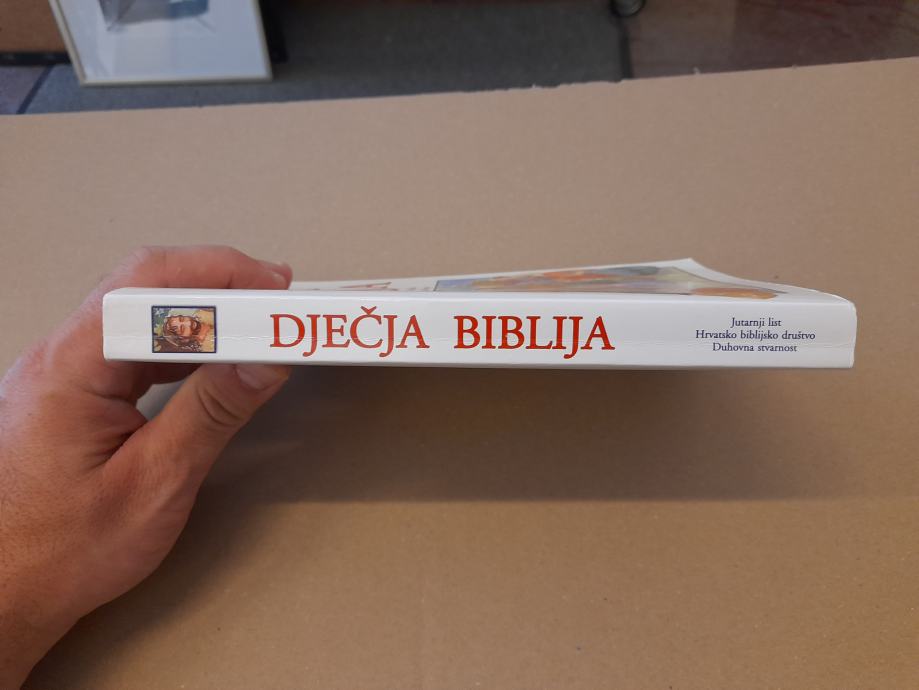 DJEČJA BIBLIJA
Jutarnji list
Hrvatsko biblijsko društvo
Duhovna stvarnost